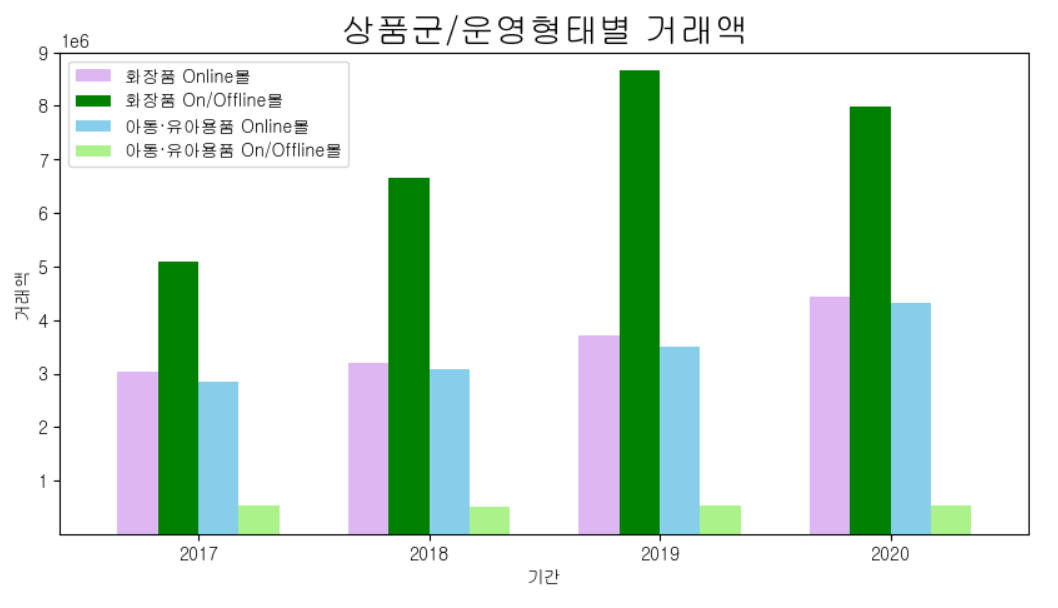 상품군/운영형태별 거래액
1e6
9
8
7
6
5
4
3
2
1
거래액
화장품 Online몰
화장품 On/Offline몰
아동·유아용품 Online몰
아동·유아용품 On/Offline몰
2017 2018 2019 2020
기간